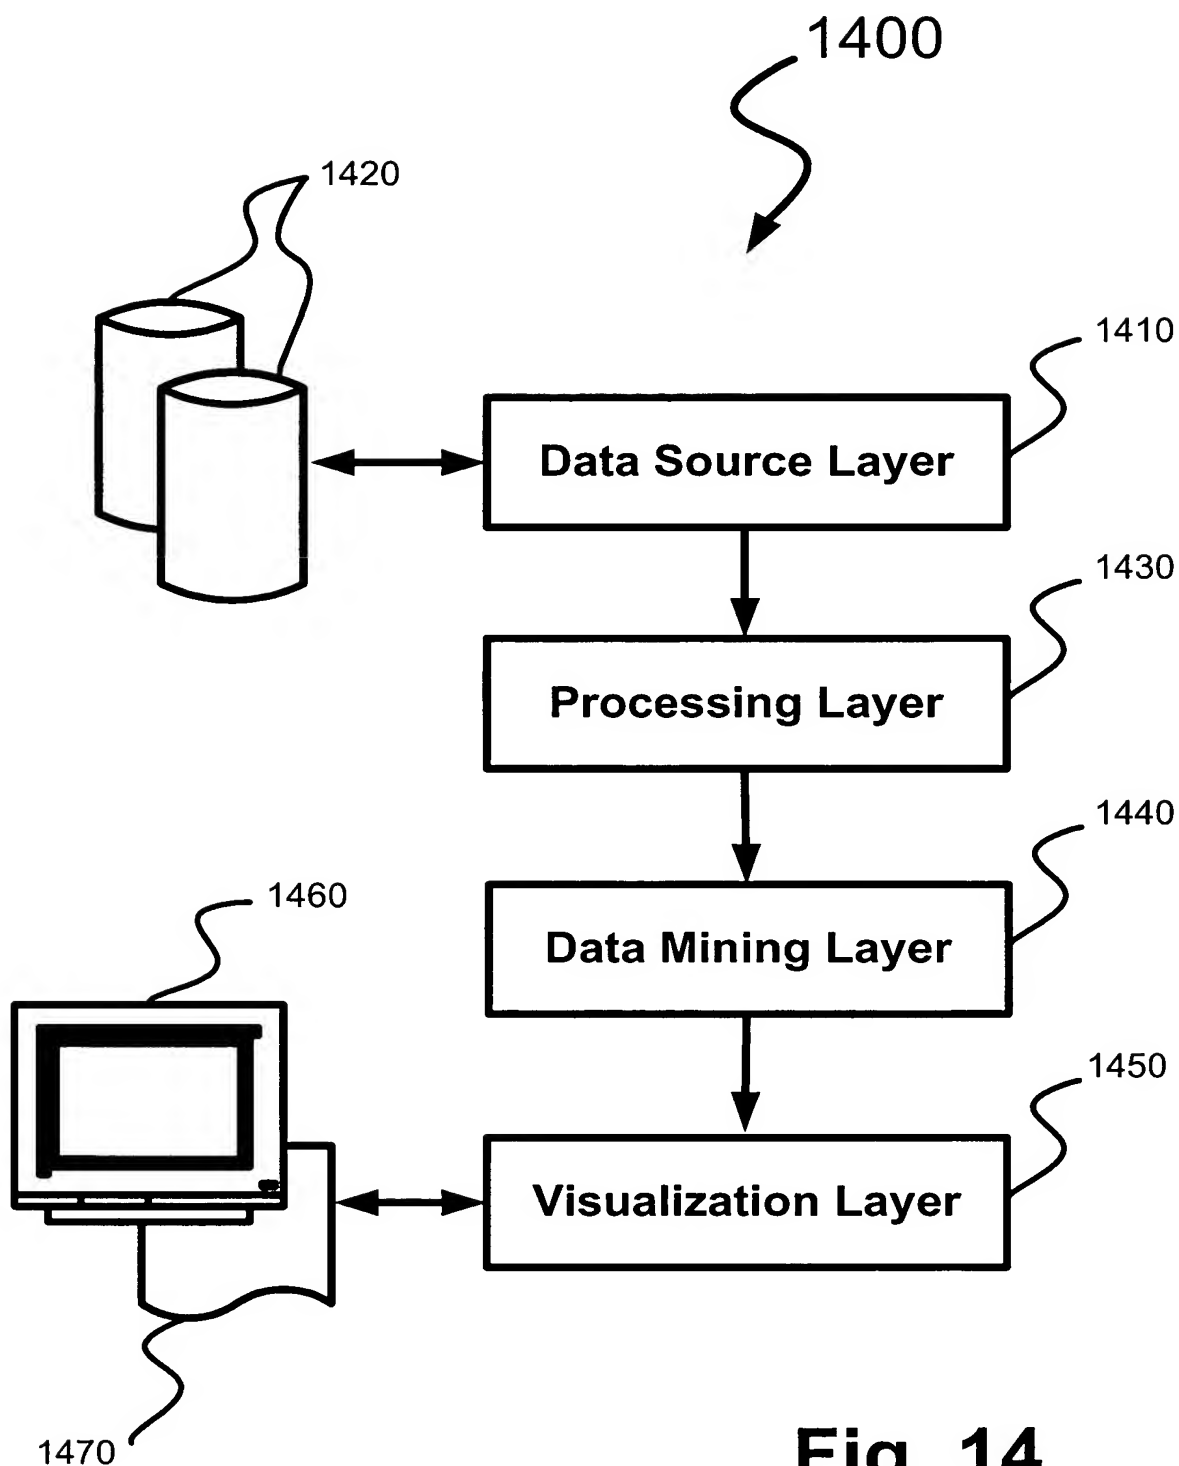 1400
1420
1410
Data Source Layer
1430
Processing Layer
1440
Data Mining Layer
1460
1450
Visualization Layer
1470
Fig. 14